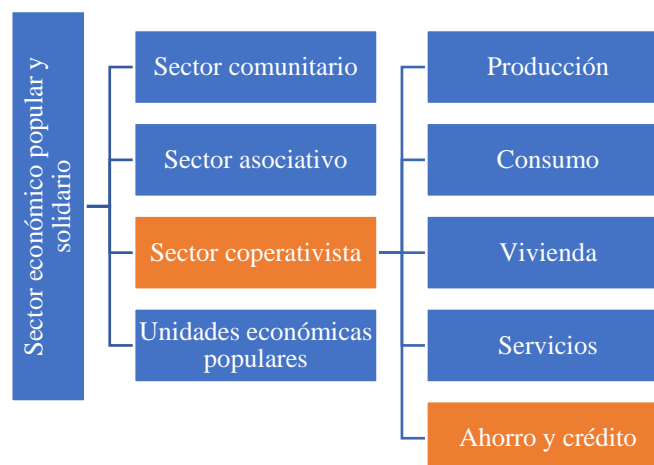 Sector económico popular y
solidario
Sector comunitario
Sector asociativo
Sector coperativista
Unidades económicas
populares
Producción
Consumo
Vivienda
Servicios
Ahorro y crédito